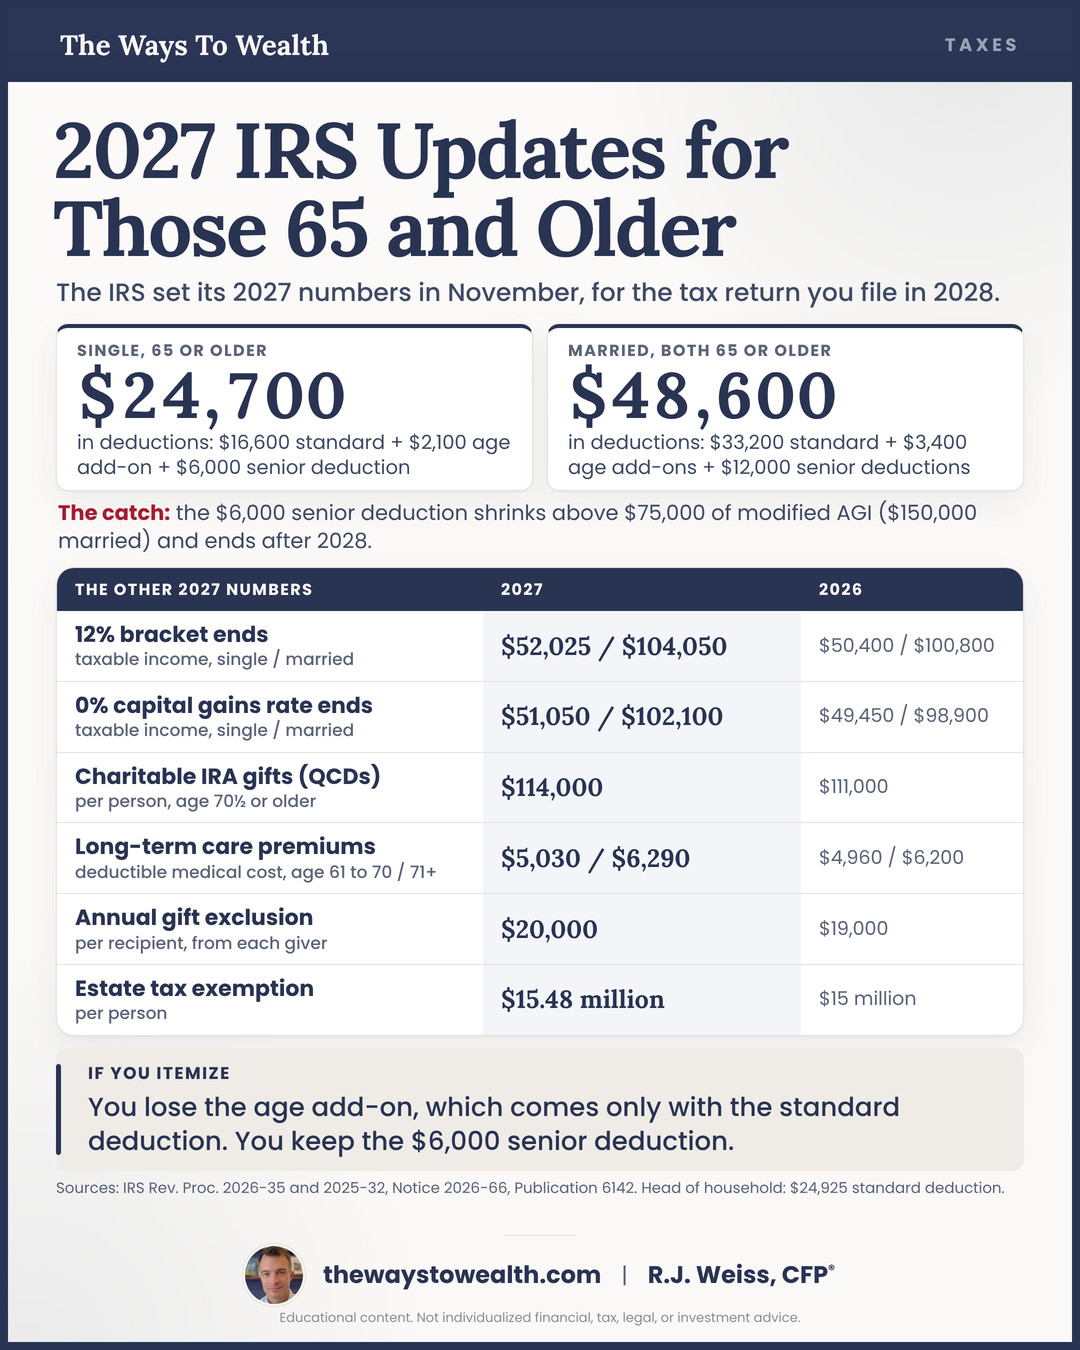 The Ways To Wealth
TAXES
2027 IRS Updates for
Those 65 and Older
The IRS set its 2027 numbers in November, for the tax return you file in 2028.
SINGLE, 65 OR OLDER
$24,700
in deductions: $16,600 standard + $2,100 age
add-on + $6,000 senior deduction
MARRIED, BOTH 65 OR OLDER
$48,600
in deductions: $33,200 standard + $3,400
age add-ons + $12,000 senior deductions
The catch: the $6,000 senior deduction shrinks above $75,000 of modified AGI ($150,000
married) and ends after 2028.
THE OTHER 2027 NUMBERS 2027 2026
12% bracket ends
taxable income, single / married
$52,025 / $104,050
$50,400 / $100,800
0% capital gains rate ends
taxable income, single / married
$51,050 / $102,100
$49,450 / $98,900
Charitable IRA gifts (QCDs)
per person, age 70½ or older
$114,000
$111,000
Long-term care premiums
deductible medical cost, age 61 to 70 / 71+
$5,030 / $6,290
$4,960 / $6,200
Annual gift exclusion
per recipient, from each giver
$20,000
$19,000
Estate tax exemption
per person
$15.48 million
$15 million
IF YOU ITEMIZE
You lose the age add-on, which comes only with the standard
deduction. You keep the $6,000 senior deduction.
Sources: IRS Rev. Proc. 2026-35 and 2025-32, Notice 2026-66, Publication 6142. Head of household: $24,925 standard deduction.
thewaystowealth.com | R.J. Weiss, CFP®
Educational content. Not individualized financial, tax, legal, or investment advice.